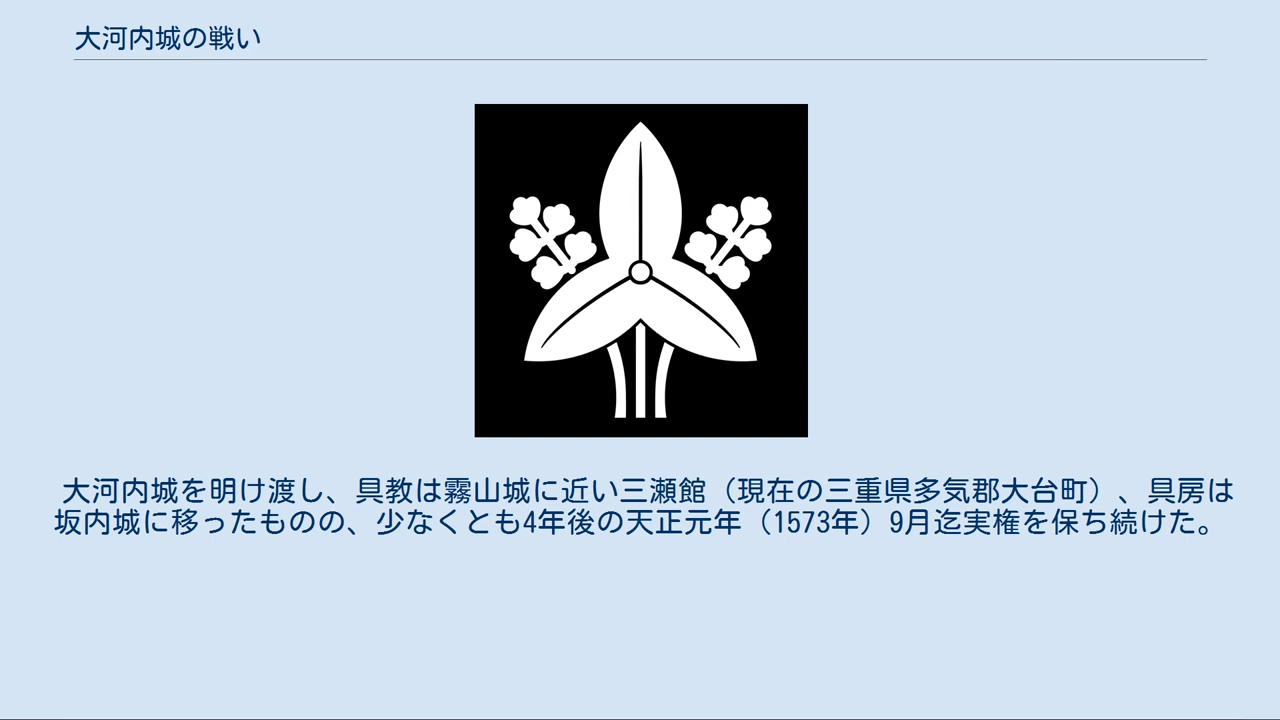 大河内城の戦い
大河内城を明け渡し、具教は霧山城に近い三瀬館（現在の三重県多気郡大台町）、具房は
坂内城に移ったものの、少なくとも4年後の天正元年（1573年）9月迄実権を保ち続けた。